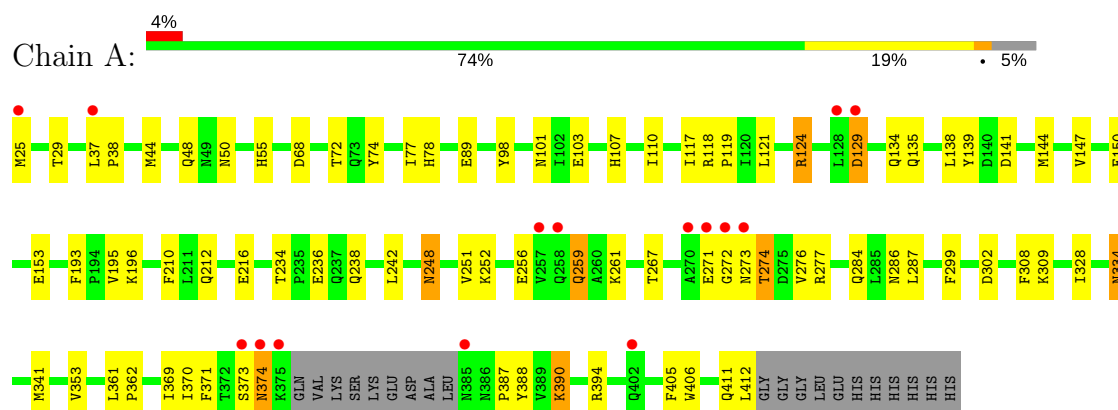 4%
Chain A:
74% 19% • 5%
M25 T29 L37 P38 M44 Q48 N49 N50 H55 D68 T72 Q73 Y74 I77 H78 E89 Y98 N101 I102 E103 H107 I110 I117 R118 P119 I120 L121 R124 L128 D129 Q134 Q135 L138 Y139 D140 D141 M144 V147
E153 F193 P194 V195 K196 F210 L211 Q212 E216 T234 P235 E236 Q237 Q238 L242 N248 V251 K252 E256 V257 Q258 Q259 A260 K261 T267 A270 E271 G272 N273 T274 D275 V276 R277 Q284 L285 N286 L287 F299 D302 F308 K309 I328 N334
M341 V353 L361 P362 I369 I370 F371 T372 S373 N374 K375 GLN VAL LYS SER LYS GLU ASP ALA LEU N385 N386 P387 Y388 V389 K390 R394 Q402 F405 W406 Q411 L412 GLY GLY GLY LEU GLU HIS HIS HIS HIS HIS HIS